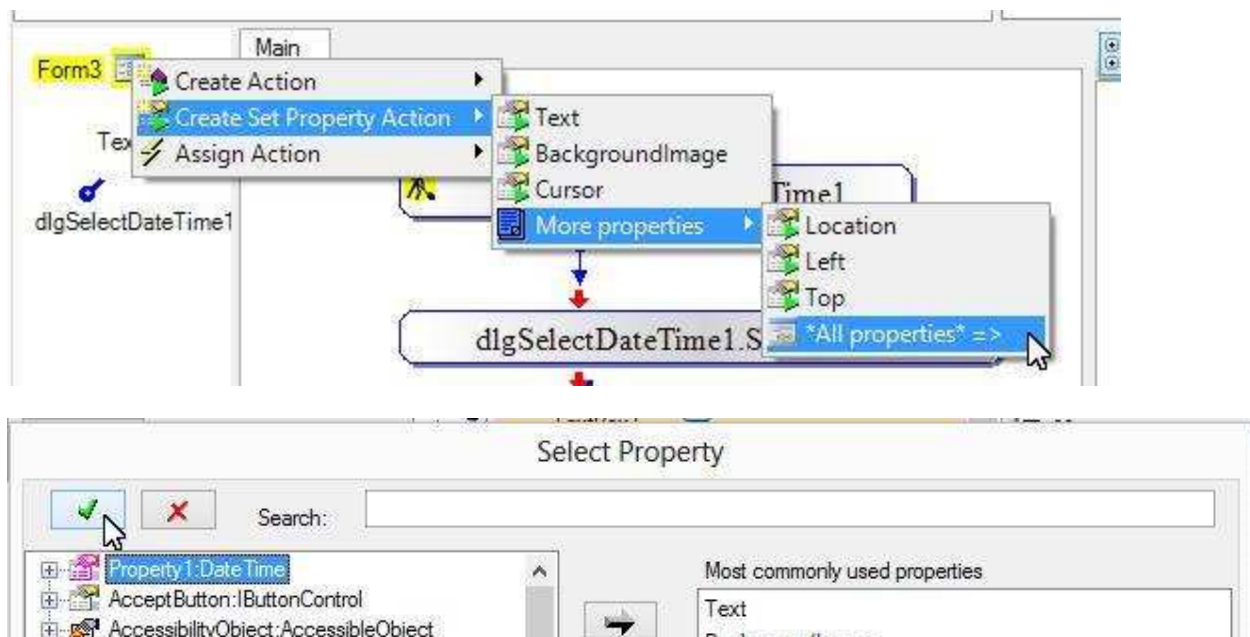 Main
Form3
Create Action
Create Set Property Action
Text
Tex
Assign Action
BackgroundImage
Cursor
Time1
dlgSelectDateTime1
More properties
Location
Left
Top
dlgSelectDateTime1.S
*All properties* =>
Select Property
Search:
Property1:DateTime
Most commonly used properties
AcceptButton:IButtonControl
Text
AccessibilityObject:AccessibleObject